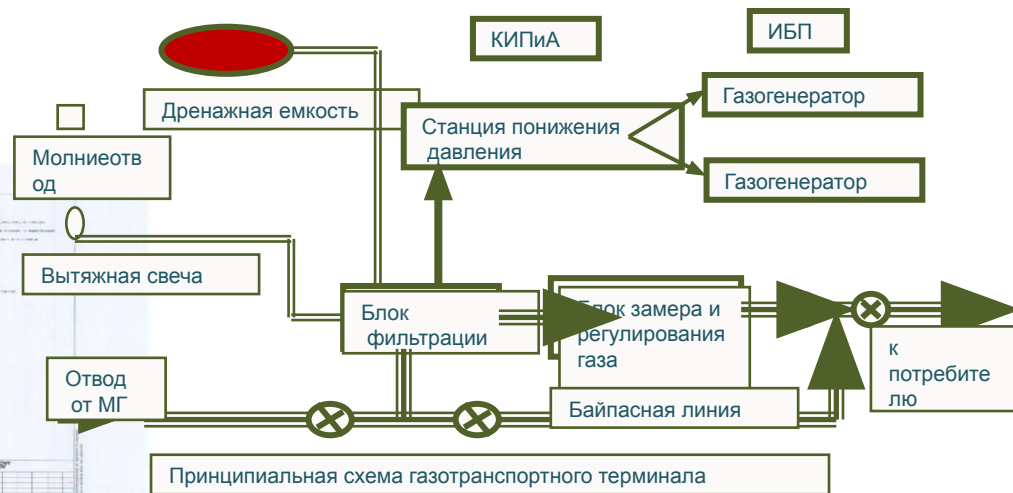 КИПиА
ИБП
Дренажная емкость
Газогенератор
Станция понижения
давления
Молниеотв
од
Газогенератор
Вытяжная свеча
Блок
фильтрации
замера и
регулирования
газа
к
потребите
лю
Отвод
от МГ
Байпасная линия
Принципиальная схема газотранспортного терминала